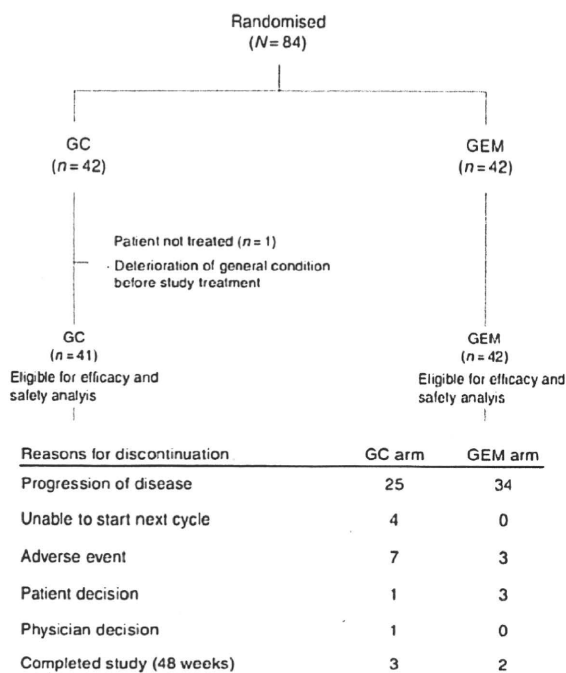 Randomised
(N= 84)
GC
(n= 42)
GEM
(n= 42)
Patient not treated (n= 1)
· Deterioration of general condition
before study treatment
GC
(n=41)
Eligible for efficacy and
safety analyis
GEM
(n= 42)
Eligible for efficacy and
safety analyis
Reasons for discontinuation GC arm GEM arm
Progression of disease 25 34
Unable to start next cycle 4 0
Adverse event 7 3
Patient decision 1 3
Physician decision 1 0
Completed study (48 weeks) 3 2